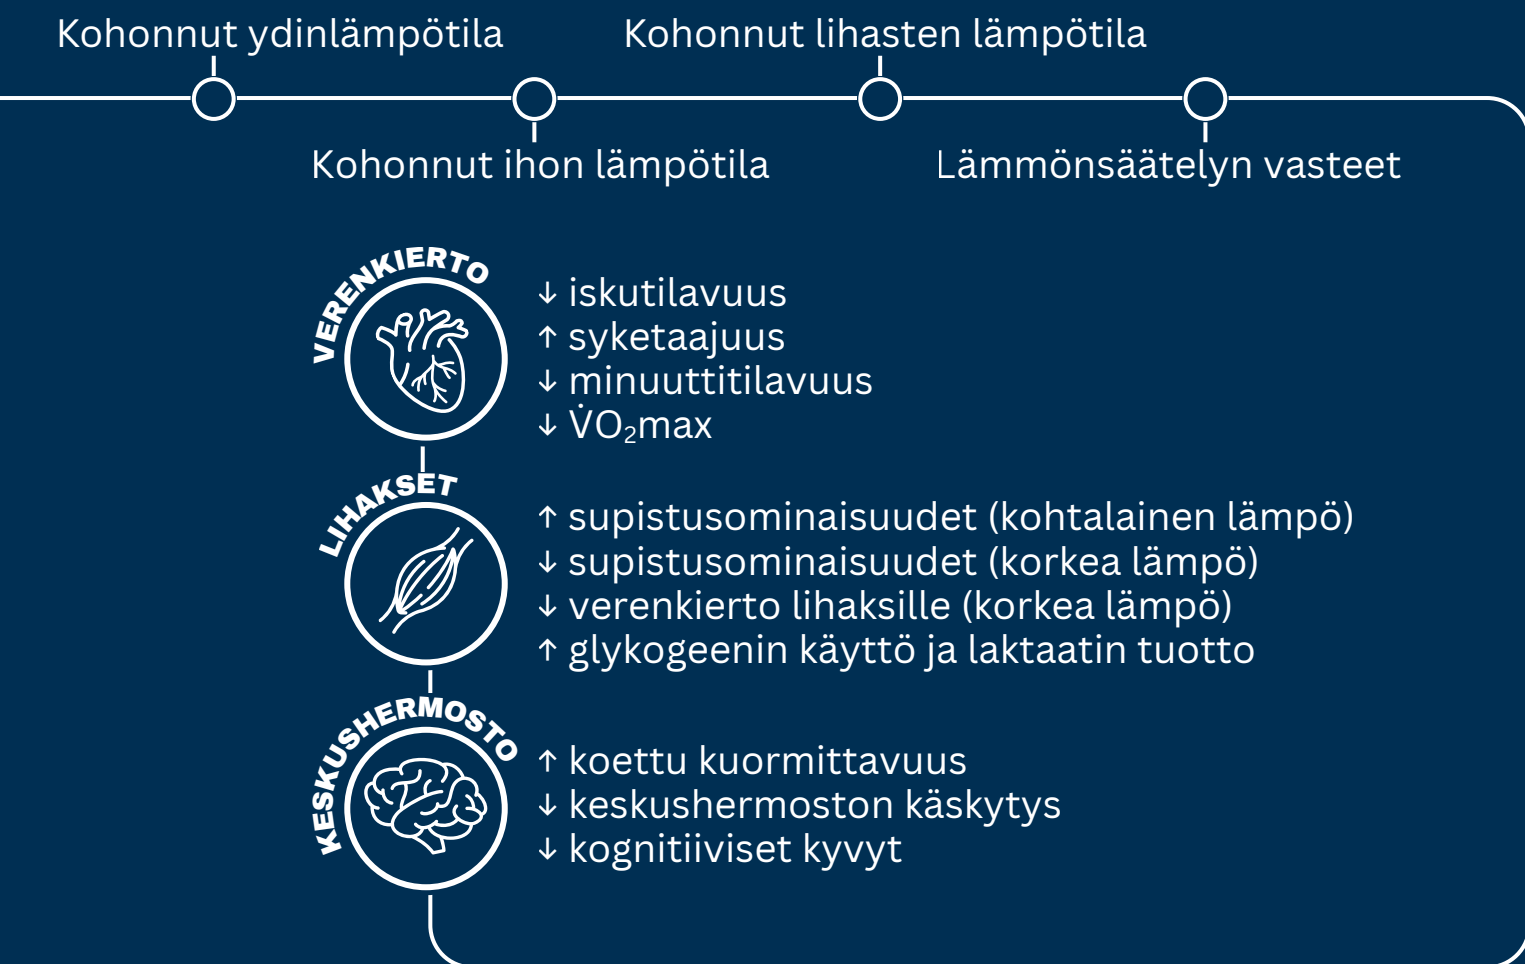 Kohonnut ydinlämpötila
Kohonnut lihasten lämpötila
Kohonnut ihon lämpötila
Lämmönsäätelyn vasteet
VERENKIERTO
↓ iskutilavuus
↑ syketaajuus
↓ minuuttitilavuus
↓ V̇O₂max
LIHAKSET
↑ supistusominaisuudet (kohtalainen lämpö)
↓ supistusominaisuudet (korkea lämpö)
↓ verenkierto lihaksille (korkea lämpö)
↑ glykogeenin käyttö ja laktaatin tuotto
KESKUSHERMOSTO
↑ koettu kuormittavuus
↓ keskushermoston käskytys
↓ kognitiiviset kyvyt